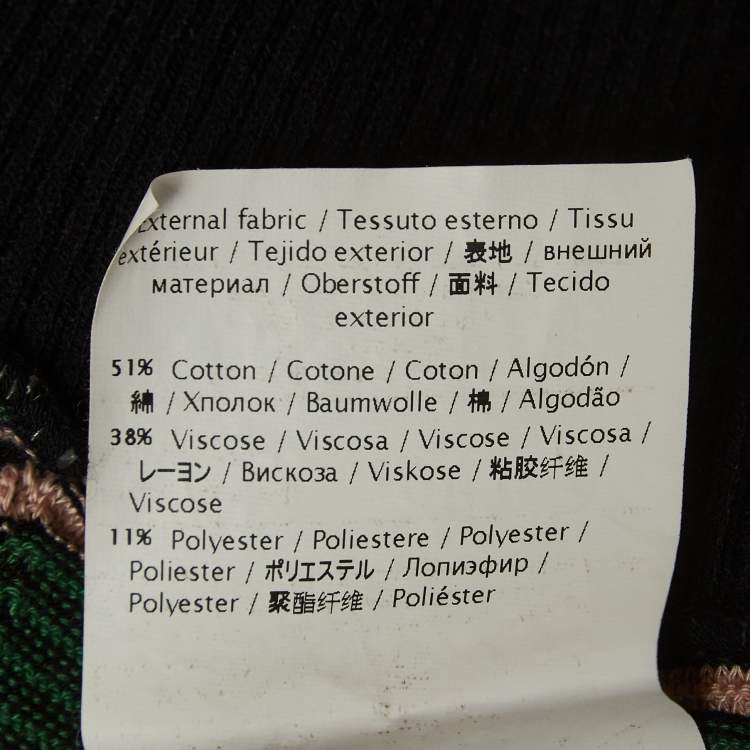 External fabric / Tessuto esterno / Tissu
extérieur / Tejido exterior / 表地 / внешний
материал / Oberstoff / 面料 / Tecido
exterior
51% Cotton / Cotone / Coton / Algodón /
綿 / Хполок / Baumwolle / 棉 / Algodão
38% Viscose / Viscosa / Viscose / Viscosa /
レーヨン / Вискоза / Viskose / 粘胶纤维 /
Viscose
11% Polyester / Poliestere / Polyester /
Poliester / ポリエステル / Лопиэфир /
Polyester / 聚酯纤维 / Poliéster